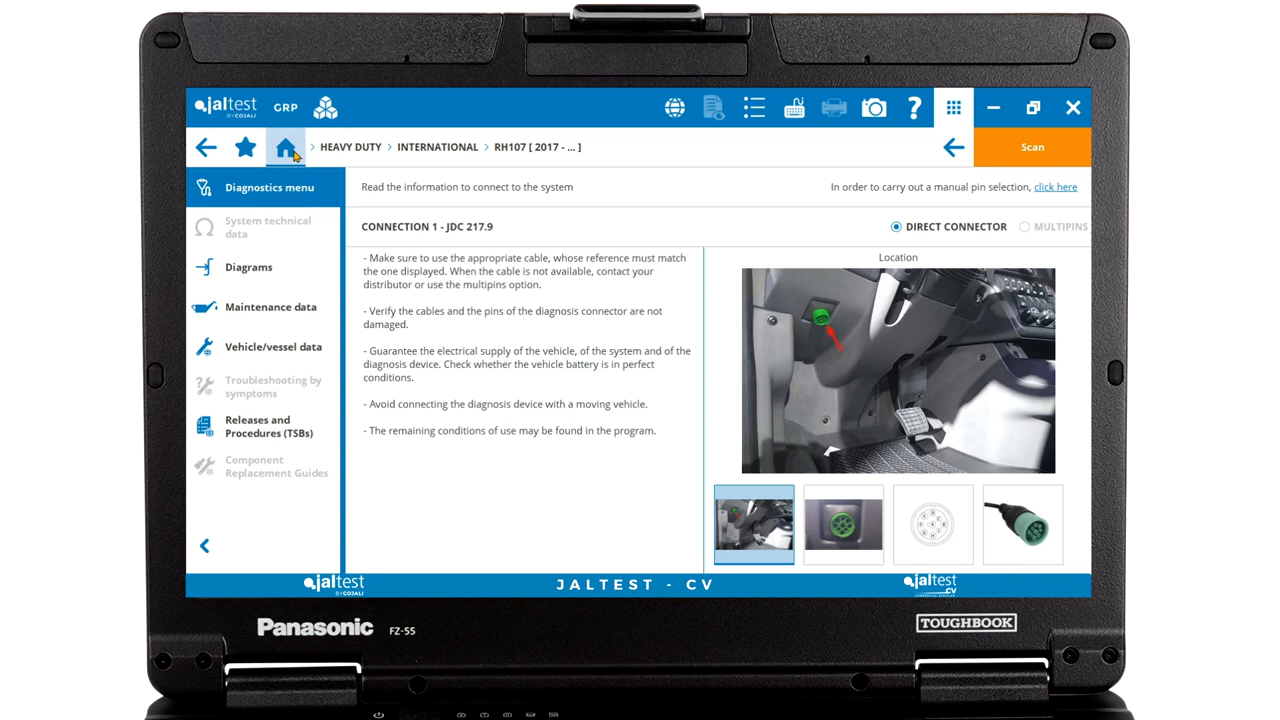 jaltest
BY COJALI
GRP
?
HEAVY DUTY > INTERNATIONAL > RH107 [ 2017 - ... ]
Scan
Diagnostics menu
System technical
data
Diagrams
Maintenance data
Vehicle/vessel data
Troubleshooting by
symptoms
Releases and
Procedures (TSBs)
Component
Replacement Guides
Read the information to connect to the system
In order to carry out a manual pin selection, click here
CONNECTION 1 - JDC 217.9
DIRECT CONNECTOR
MULTIPINS
- Make sure to use the appropriate cable, whose reference must match
the one displayed. When the cable is not available, contact your
distributor or use the multipins option.
- Verify the cables and the pins of the diagnosis connector are not
damaged.
- Guarantee the electrical supply of the vehicle, of the system and of the
diagnosis device. Check whether the vehicle battery is in perfect
conditions.
- Avoid connecting the diagnosis device with a moving vehicle.
- The remaining conditions of use may be found in the program.
Location
jaltest
BY COJALI
JALTEST - CV
jaltest
CV
Panasonic
FZ-55
TOUGHBOOK